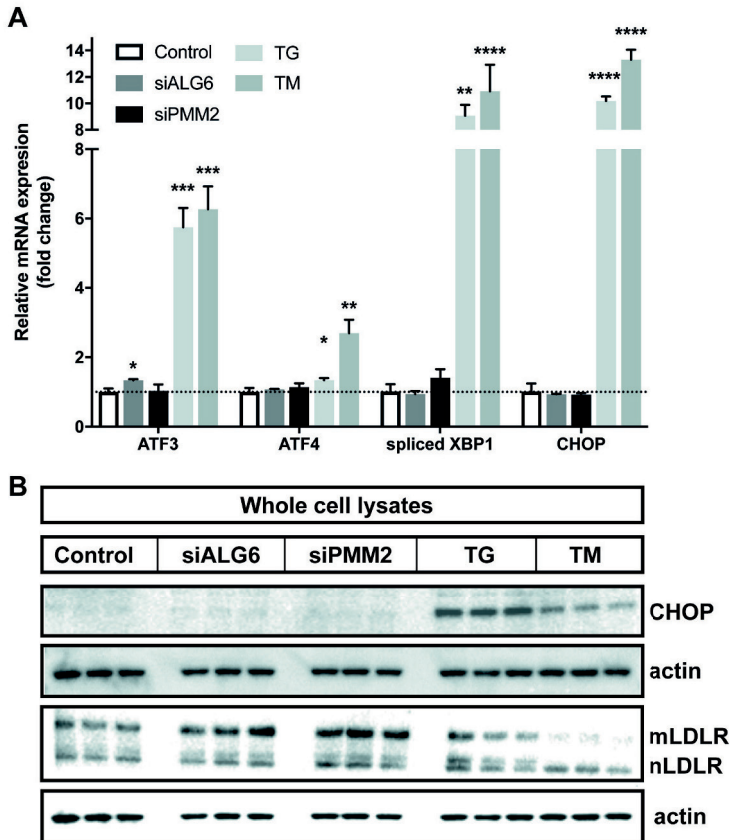 A
14
12
10
8
8
6
4
2
0
Relative mRNA expresion
(fold change)
Control
siALG6
siPMM2
TG
TM
*
***
***
*
**
**
****
****
****
ATF3
ATF4
spliced XBP1
CHOP
B
Whole cell lysates
Control siALG6 siPMM2 TG TM
CHOP
actin
mLDLR
nLDLR
actin